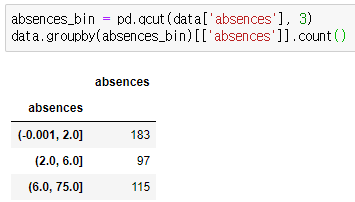 absences_bin = pd.qcut(data['absences'], 3)
data.groupby(absences_bin)[['absences']].count()
absences
absences
(-0.001, 2.0] 183
(2.0, 6.0] 97
(6.0, 75.0] 115